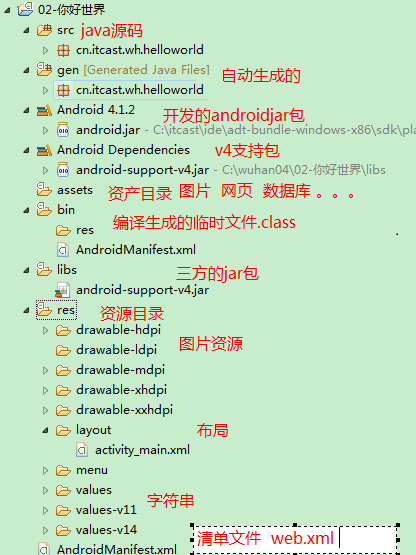 02-你好世界
src java源码
cn.itcast.wh.helloworld
gen [Generated Java Files] 自动生成的
cn.itcast.wh.helloworld
Android 4.1.2 开发的androidjar包
android.jar - C:\itcast\ide\adt-bundle-windows-x86\sdk\pla
Android Dependencies v4支持包
android-support-v4.jar - C:\wuhan04\02-你好世界\libs
assets 资产目录 图片 网页 数据库 。。。
bin
编译生成的临时文件.class
res
AndroidManifest.xml
libs 三方的jar包
android-support-v4.jar
res 资源目录
drawable-hdpi
drawable-ldpi 图片资源
drawable-mdpi
drawable-xhdpi
drawable-xxhdpi
layout 布局
activity_main.xml
menu
values 字符串
values-v11
values-v14
AndroidManifest.xml 清单文件 web.xml